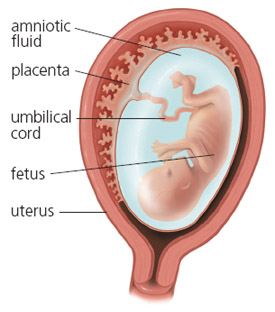 amniotic
fluid
placenta
umbilical
cord
fetus
uterus